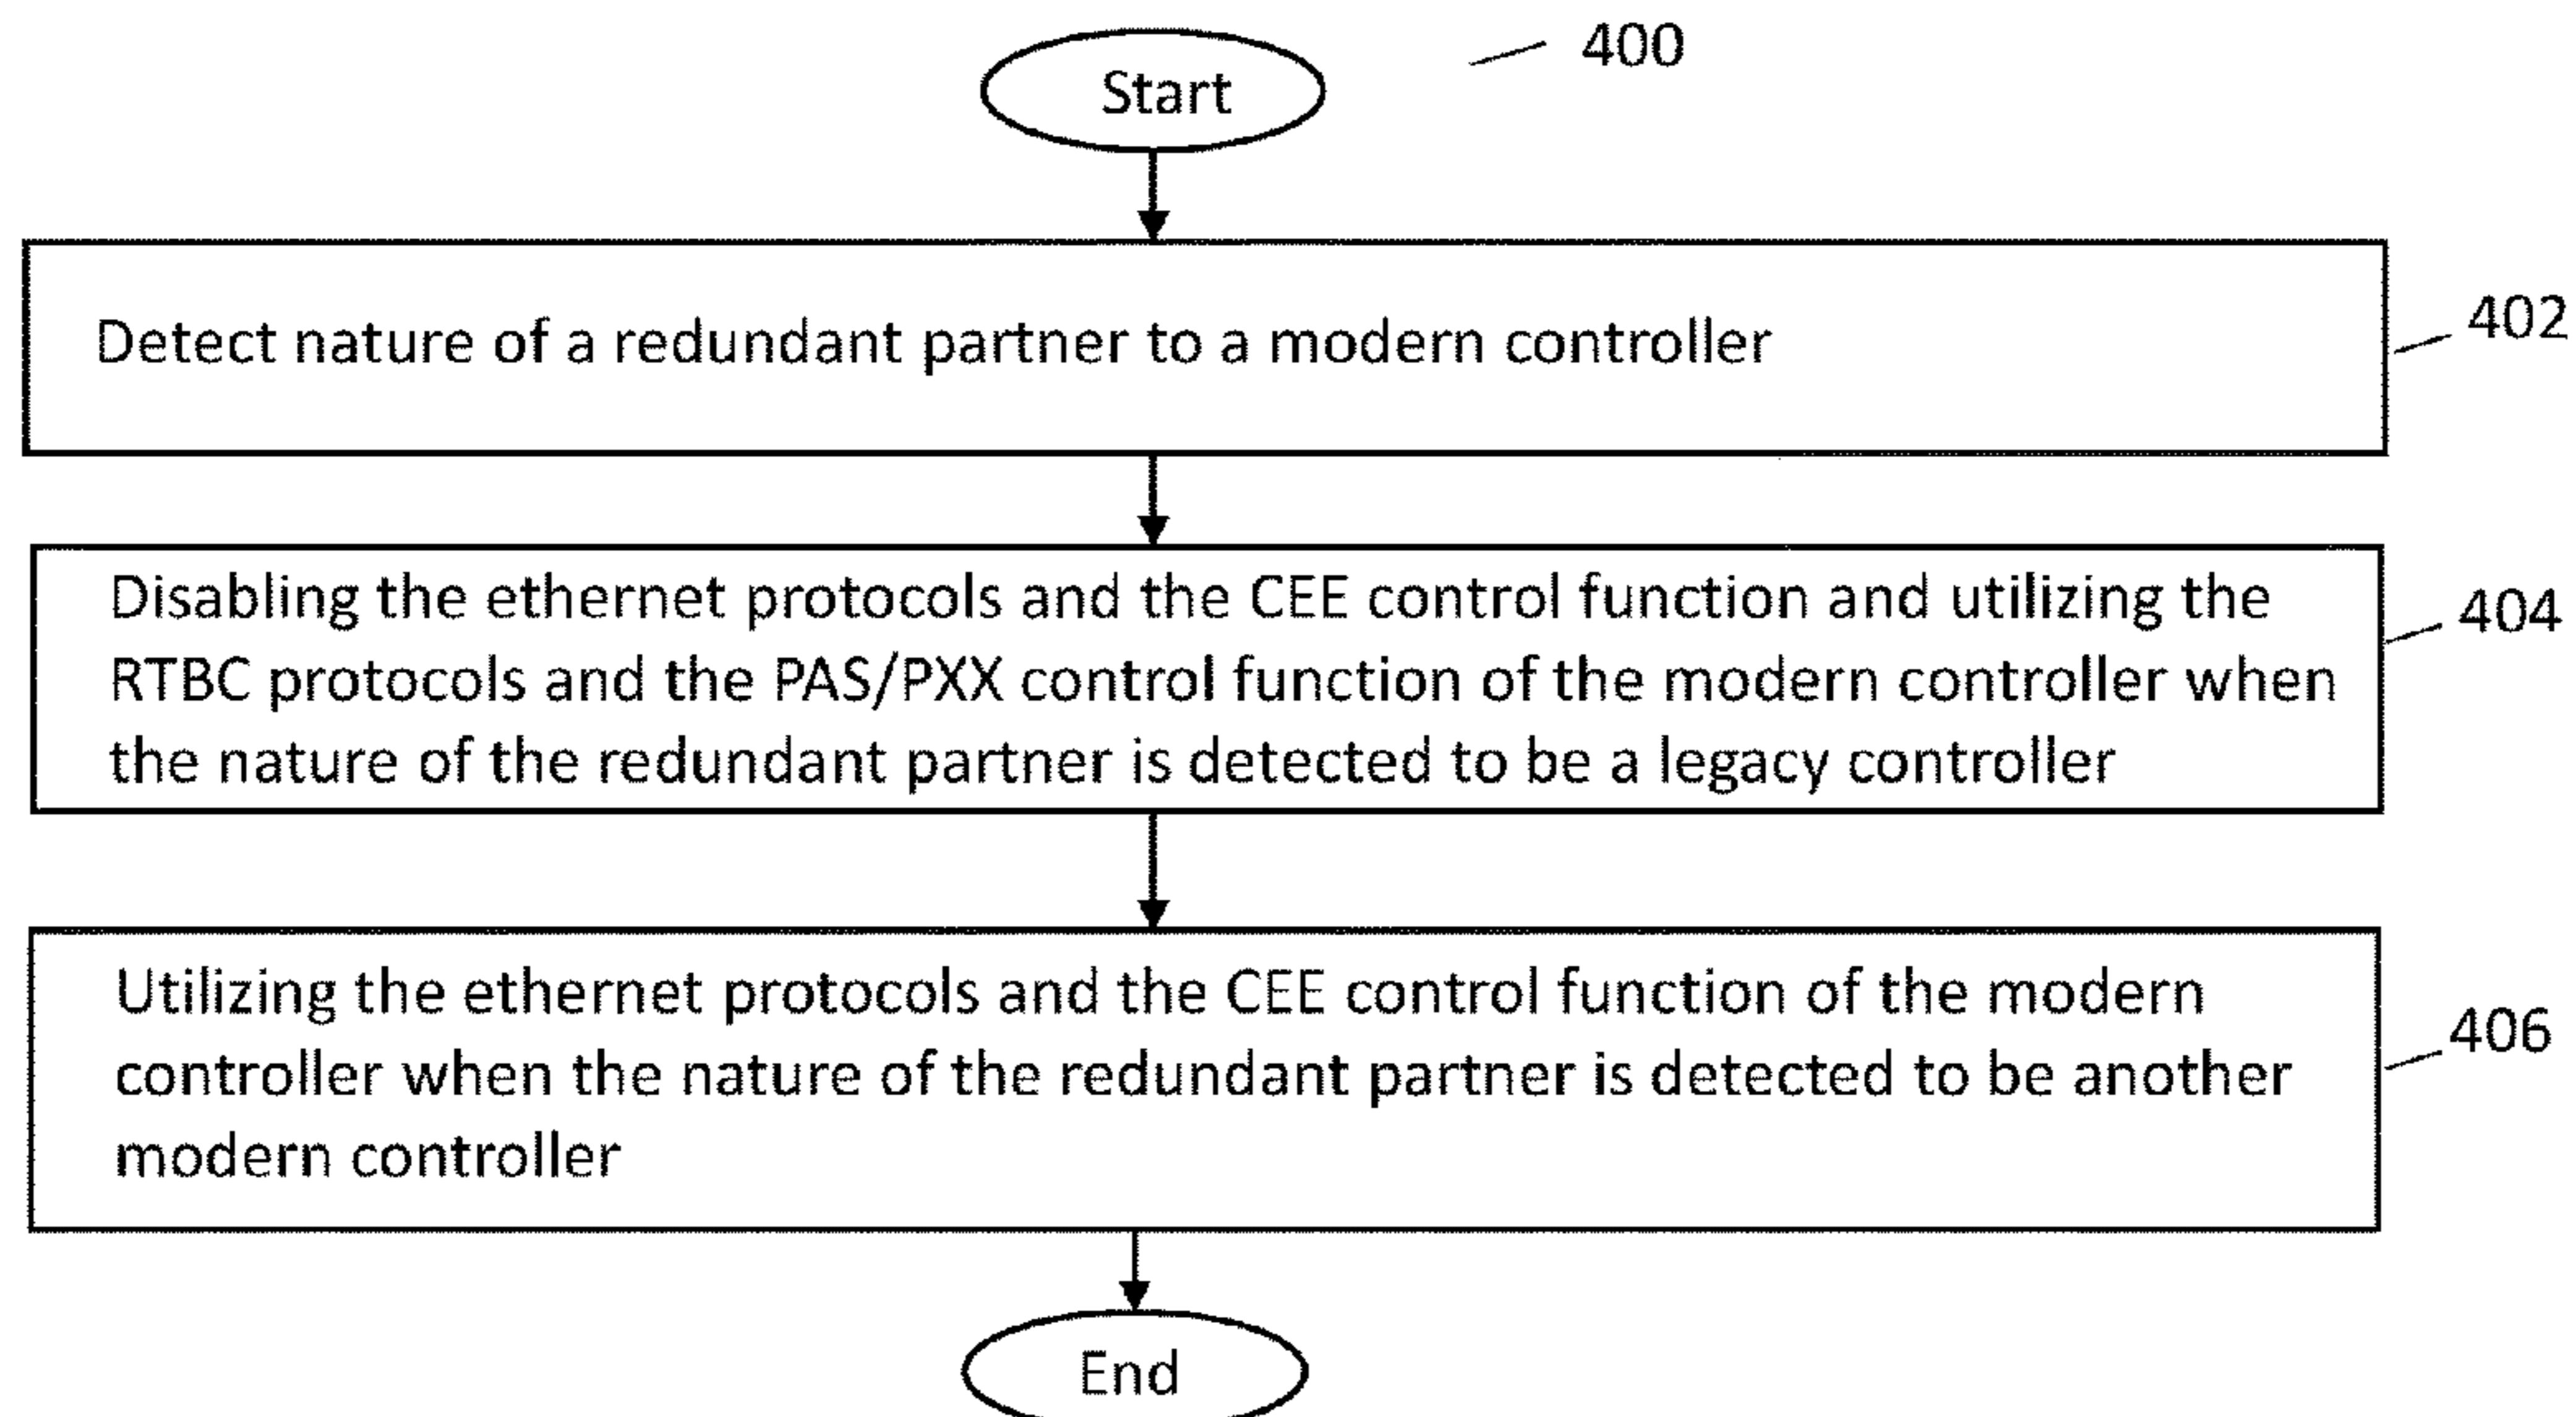 Start
400
Detect nature of a redundant partner to a modern controller
402
Disabling the ethernet protocols and the CEE control function and utilizing the
RTBC protocols and the PAS/PXX control function of the modern controller when
the nature of the redundant partner is detected to be a legacy controller
404
Utilizing the ethernet protocols and the CEE control function of the modern
controller when the nature of the redundant partner is detected to be another
modern controller
406
End